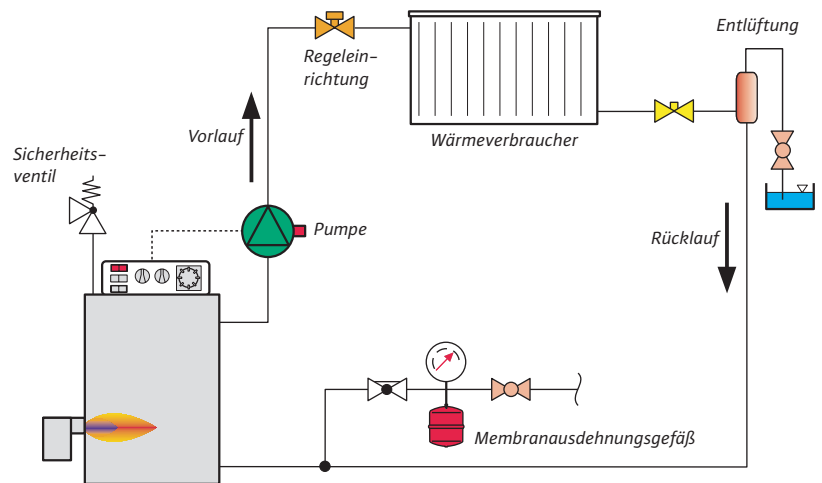 Entlüftung
Regelein-
richtung
Vorlauf
Wärmeverbraucher
Sicherheits-
ventil
Pumpe
Rücklauf
Membranausdehnungsgefäß